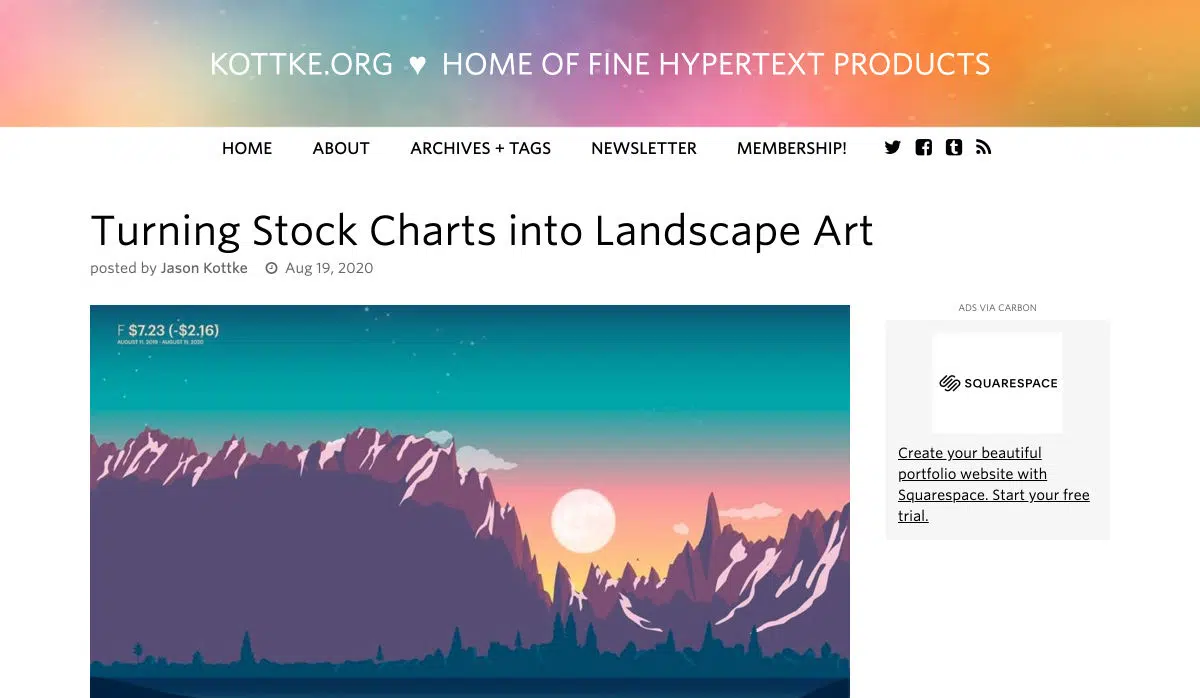 KOTTKE.ORG ♥ HOME OF FINE HYPERTEXT PRODUCTS
HOME ABOUT ARCHIVES + TAGS NEWSLETTER MEMBERSHIP!
Turning Stock Charts into Landscape Art
posted by Jason Kottke Aug 19, 2020
F $7.23 (-$2.16)
AUGUST 11, 2019 - AUGUST 11, 2020
ADS VIA CARBON
SQUARESPACE
Create your beautiful
portfolio website with
Squarespace. Start your free
trial.